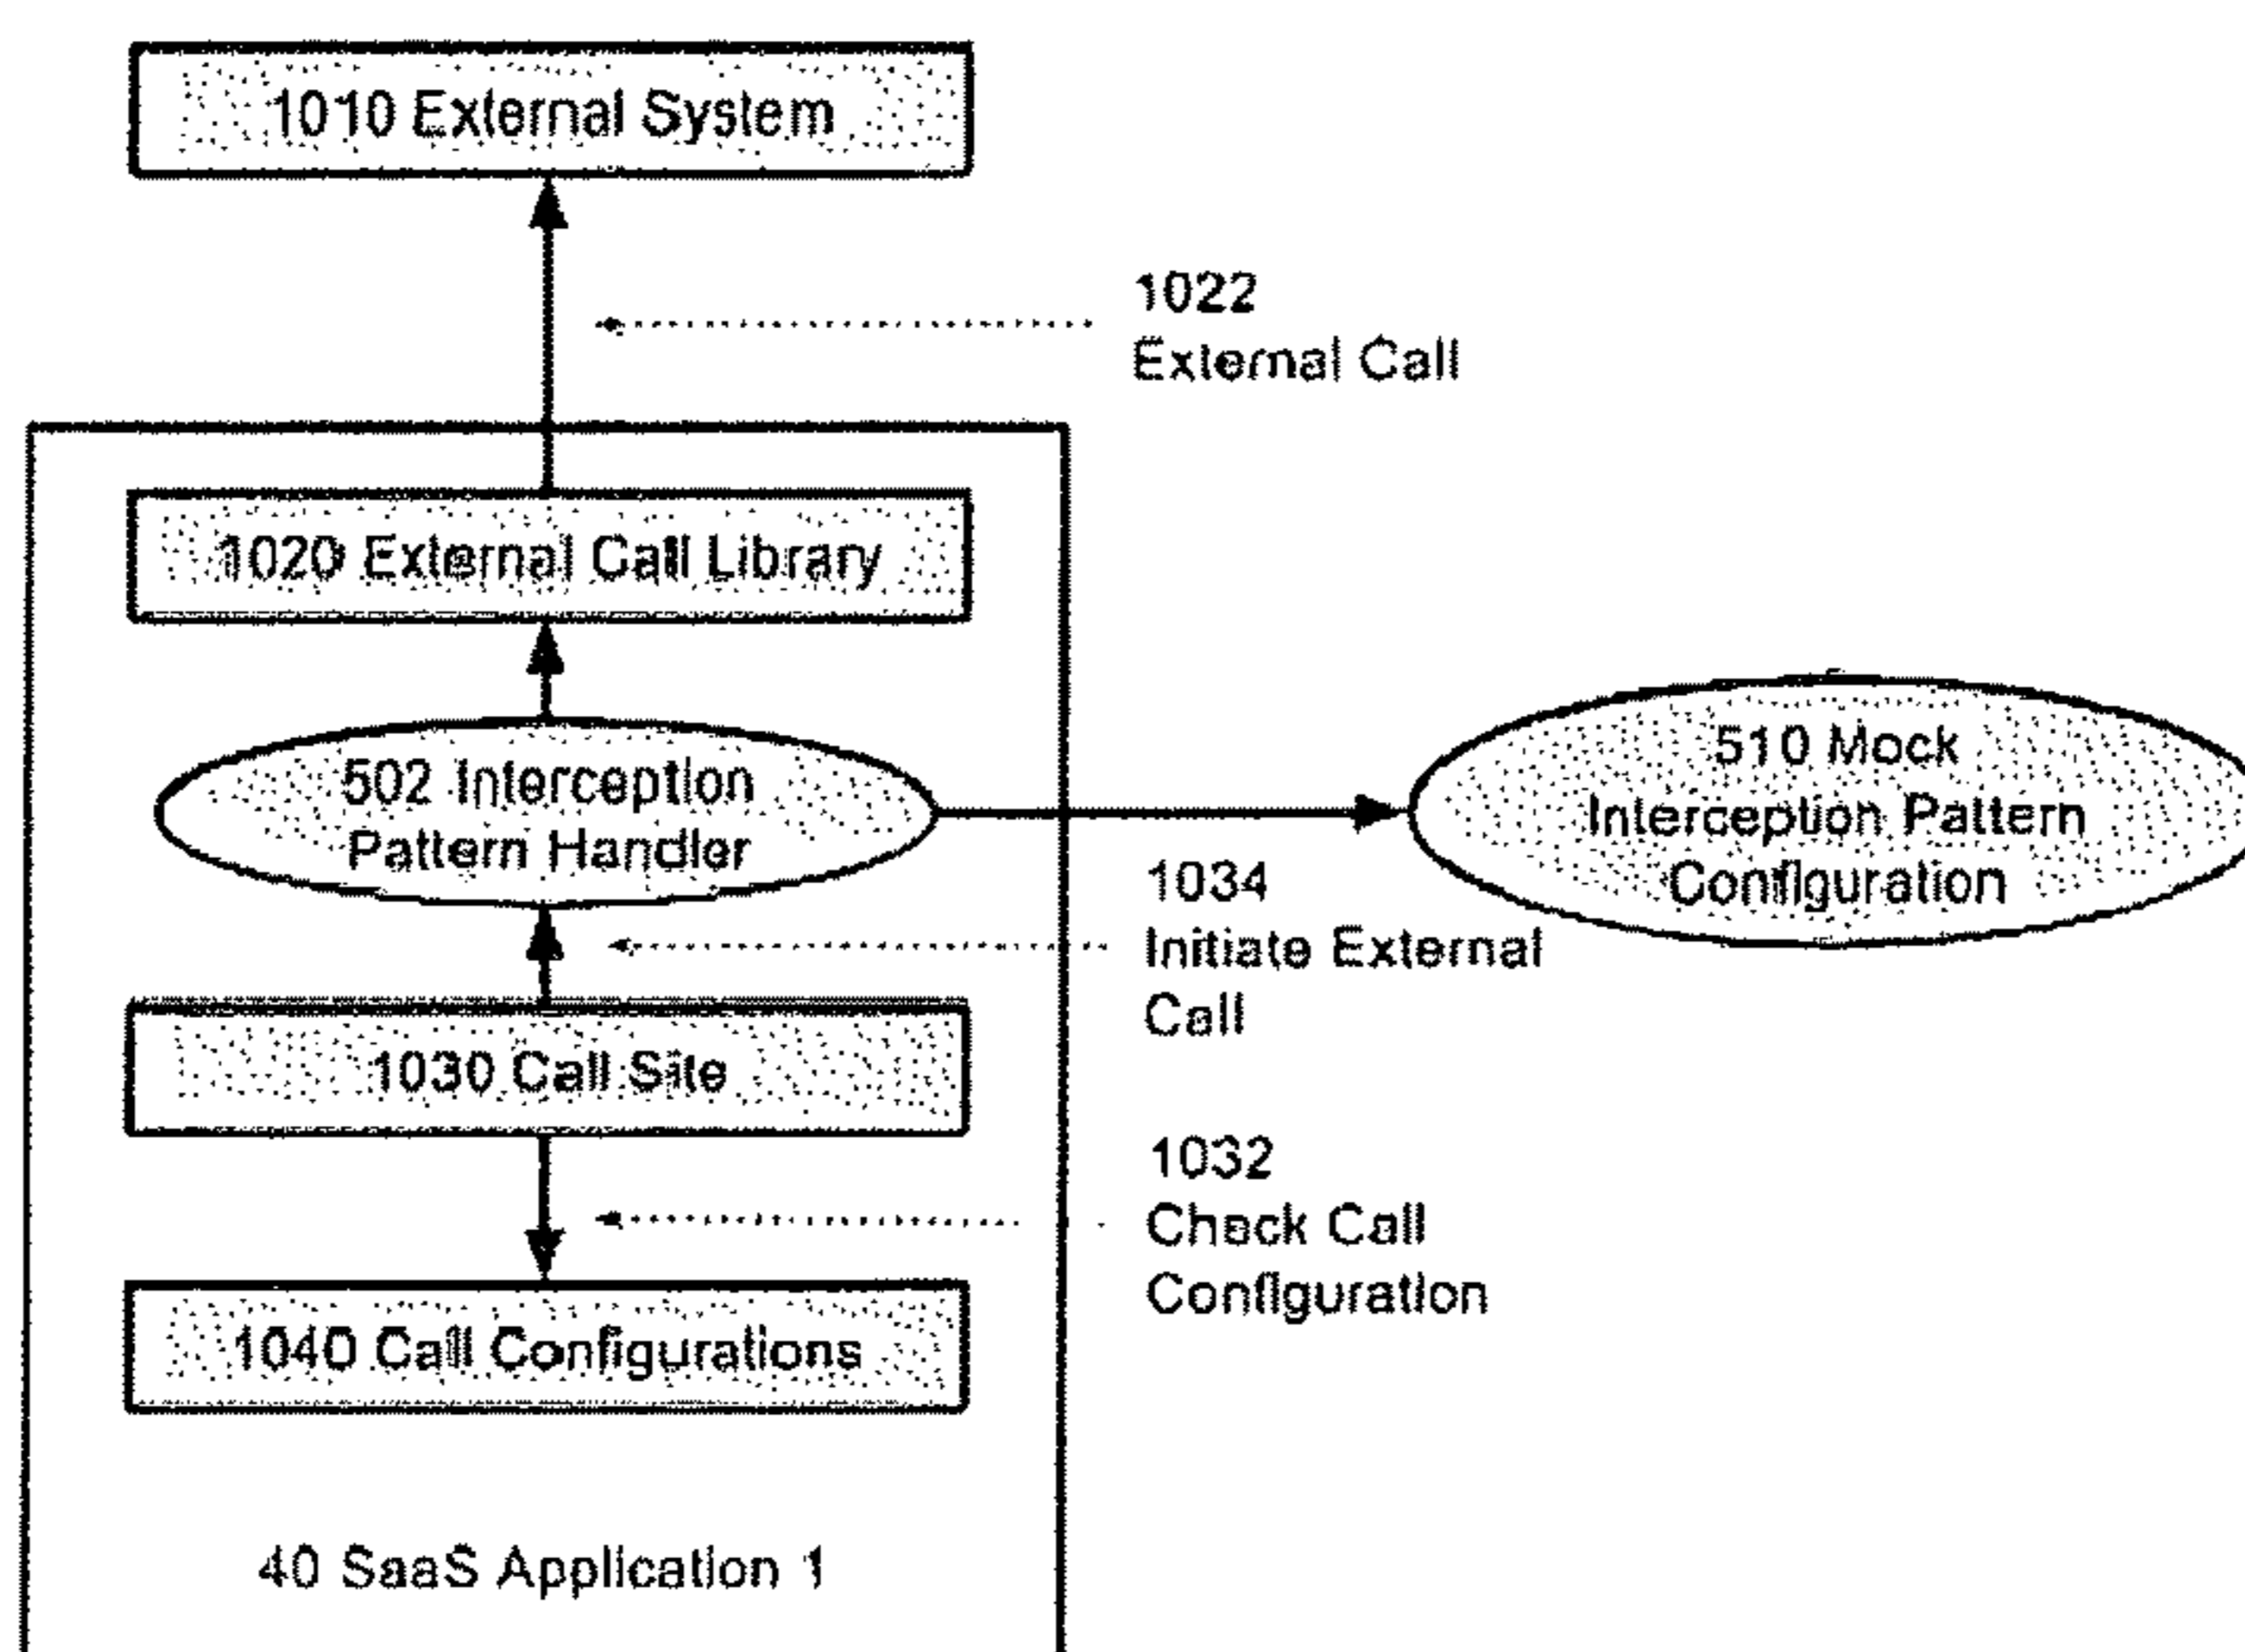 1010 External System
1022
External Call
1020 External Call Library
502 Interception
Pattern Handler
510 Mock
Interception Pattern
Configuration
1034
Initiate External
Call
1030 Call Site
1032
Check Call
Configuration
1040 Call Configurations
40 SaaS Application 1